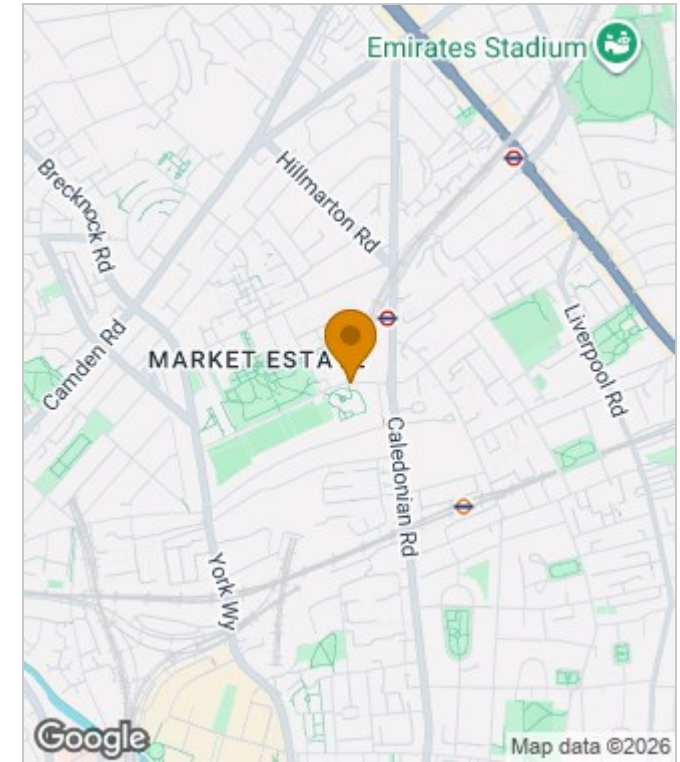 Emirates Stadium
Hillmarton Rd
Brecknock Rd
MARKET ESTA
Camden Rd
Liverpool Rd
Caledonian Rd
York Wy
Google
Map data ©2026